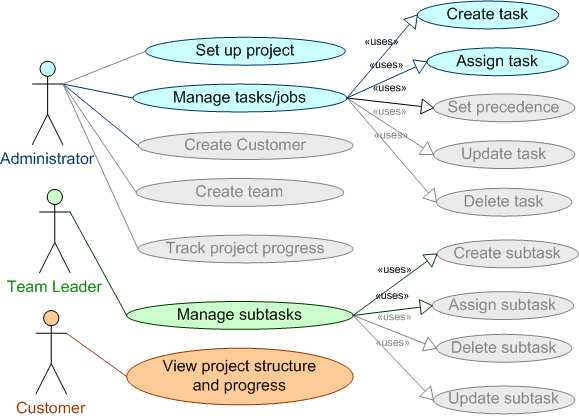 Create task
«uses»
Set up project
«uses»
Assign task
«uses»
Manage tasks/jobs
Set precedence
«uses»
«uses»
Administrator
Create Customer
Update task
Create team
Delete task
Track project progress
Create subtask
«uses»
Team Leader
«uses»
Assign subtask
Manage subtasks
«uses»
Delete subtask
«uses»
View project structure
and progress
Customer
Update subtask